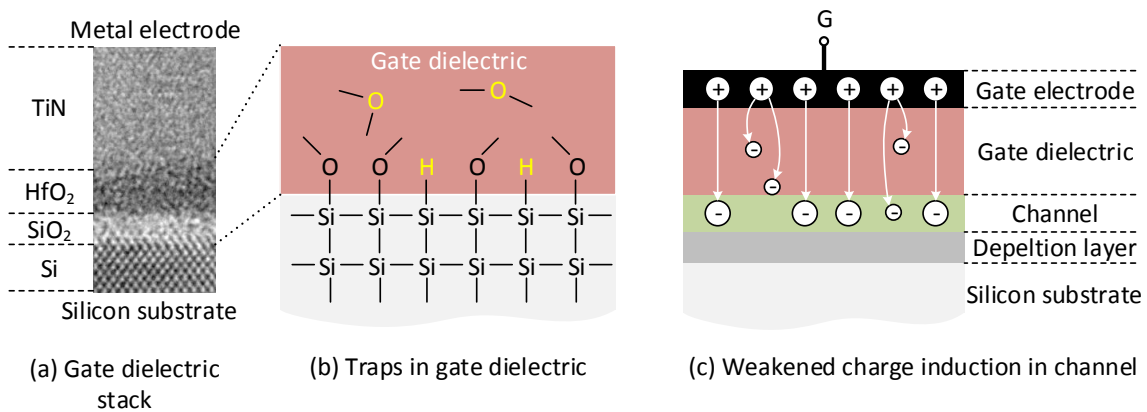 Metal electrode
TiN
HfO₂
SiO₂
Si
Silicon substrate
(a) Gate dielectric
stack
Gate dielectric
O O
O O H O H O
Si Si Si Si Si Si
Si Si Si Si Si Si
(b) Traps in gate dielectric
G
+ + + + + +
Gate electrode
- -
Gate dielectric
-
- - - - -
Channel
Depeltion layer
Silicon substrate
(c) Weakened charge induction in channel